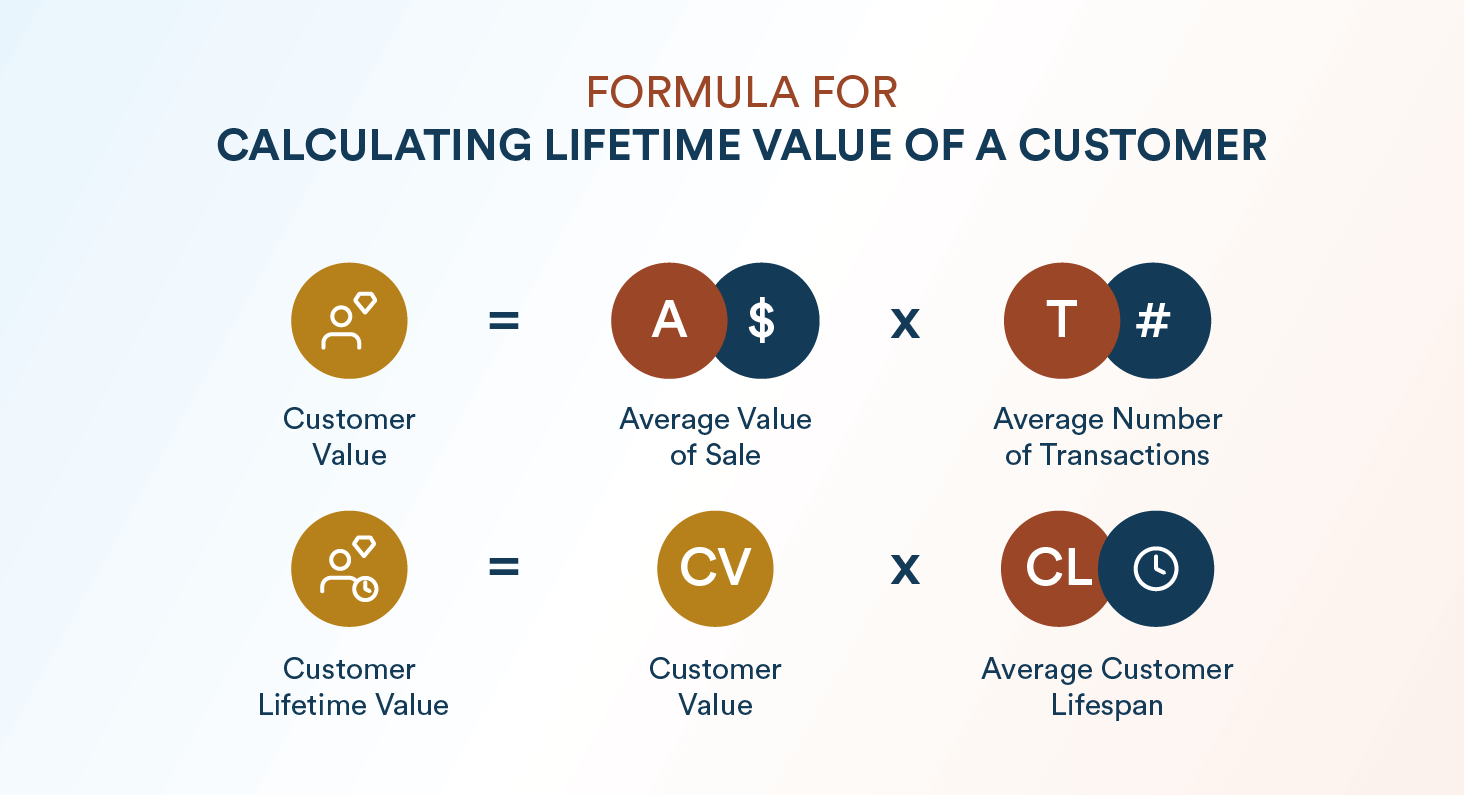 FORMULA FOR
CALCULATING LIFETIME VALUE OF A CUSTOMER
= A $ x T #
Customer Value
Average Value of Sale
Average Number of Transactions
= CV x CL
Customer Lifetime Value
Customer Value
Average Customer Lifespan